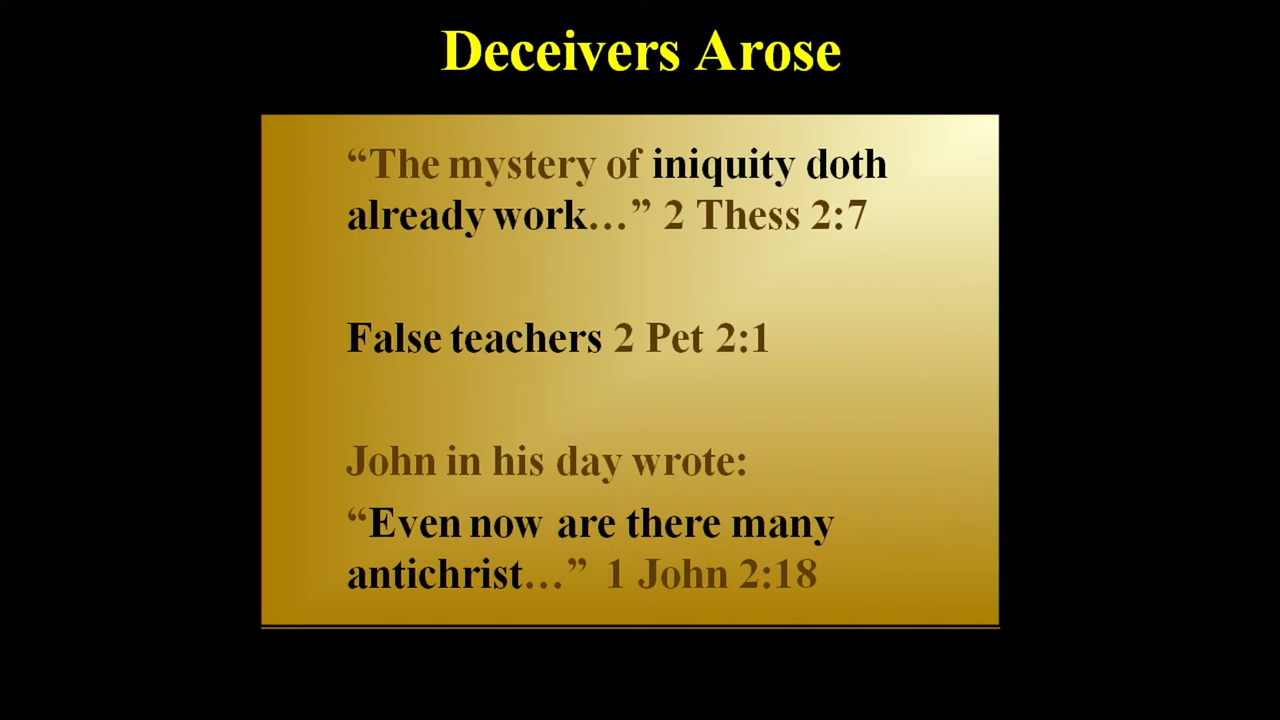 Deceivers Arose
“The mystery of iniquity doth
already work…” 2 Thess 2:7
False teachers 2 Pet 2:1
John in his day wrote:
“Even now are there many
antichrist…” 1 John 2:18